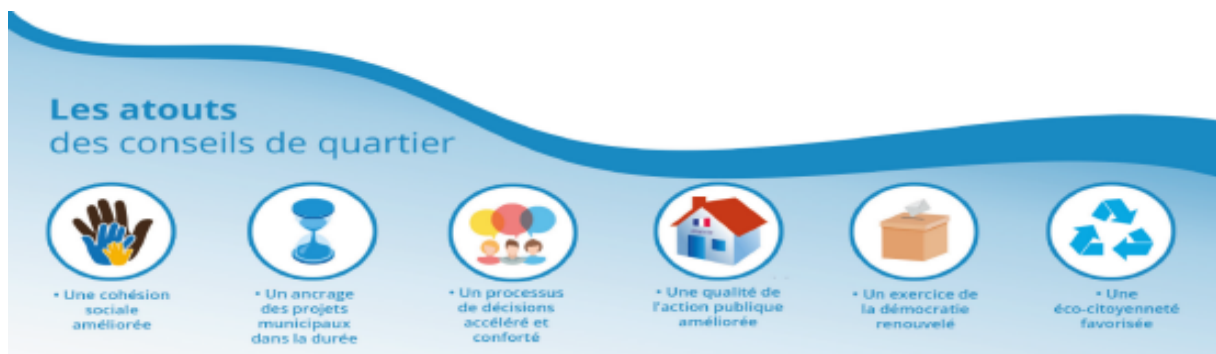 Les atouts
des conseils de quartier
• Une cohésion
sociale
améliorée
• Un ancrage
des projets
municipaux
dans la durée
• Un processus
de décisions
accéléré et
conforté
• Une qualité de
l'action publique
améliorée
• Un exercice de
la démocratie
renouvelé
• Une
éco-citoyenneté
favorisée